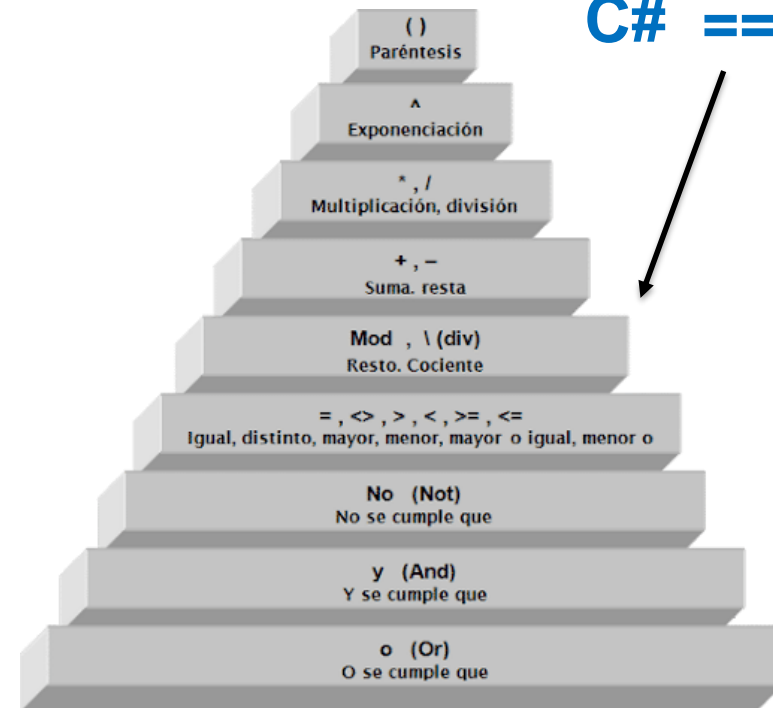 C# ==
( )
Paréntesis
^
Exponenciación
* , /
Multiplicación, división
+ , –
Suma. resta
Mod , \ (div)
Resto. Cociente
= , <> , > , < , >= , <=
Igual, distinto, mayor, menor, mayor o igual, menor o
No (Not)
No se cumple que
y (And)
Y se cumple que
o (Or)
O se cumple que